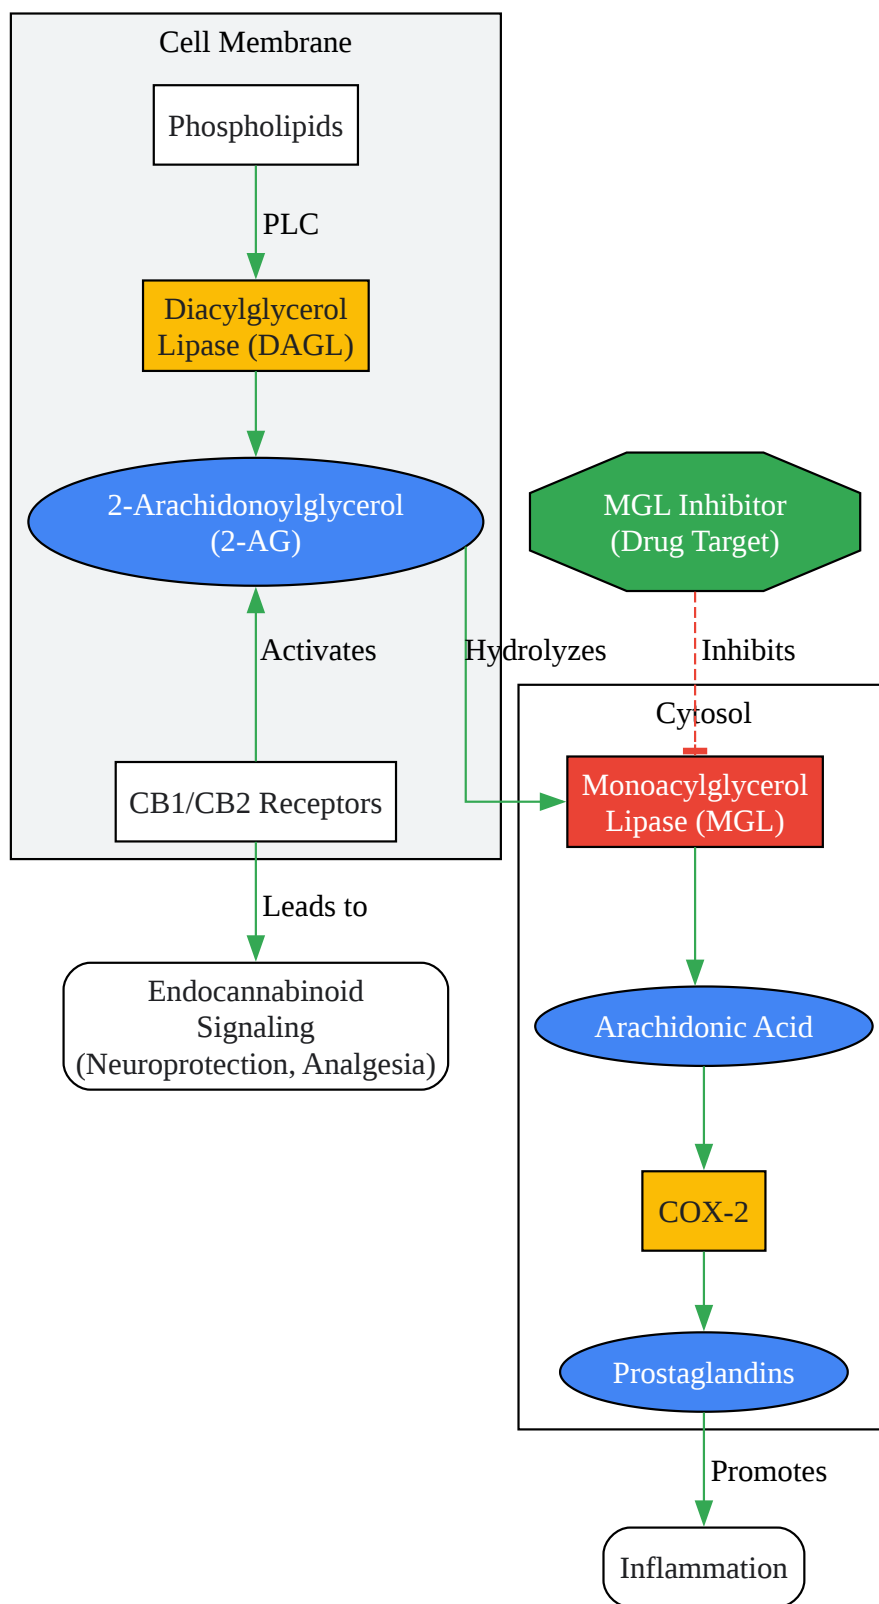 Cell Membrane
Phospholipids
PLC
Diacylglycerol
Lipase (DAGL)
2-Arachidonoylglycerol
(2-AG)
MGL Inhibitor
(Drug Target)
Activates
Hydrolyzes
Inhibits
Cytosol
CB1/CB2 Receptors
Monoacylglycerol
Lipase (MGL)
Leads to
Endocannabinoid
Signaling
(Neuroprotection, Analgesia)
Arachidonic Acid
COX-2
Prostaglandins
Promotes
Inflammation